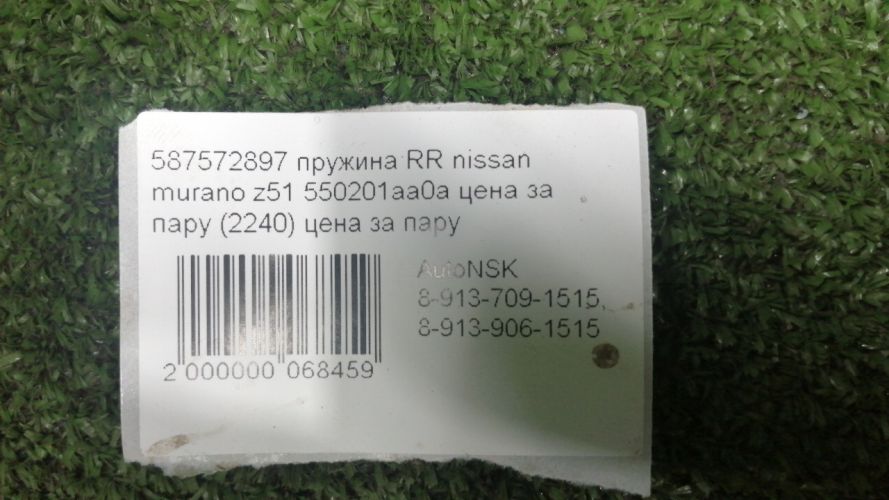 587572897 пружина RR nissan
murano z51 550201aa0a цена за
пару (2240) цена за пару
AutoNSK
8-913-709-1515,
8-913-906-1515
2 000000 068459